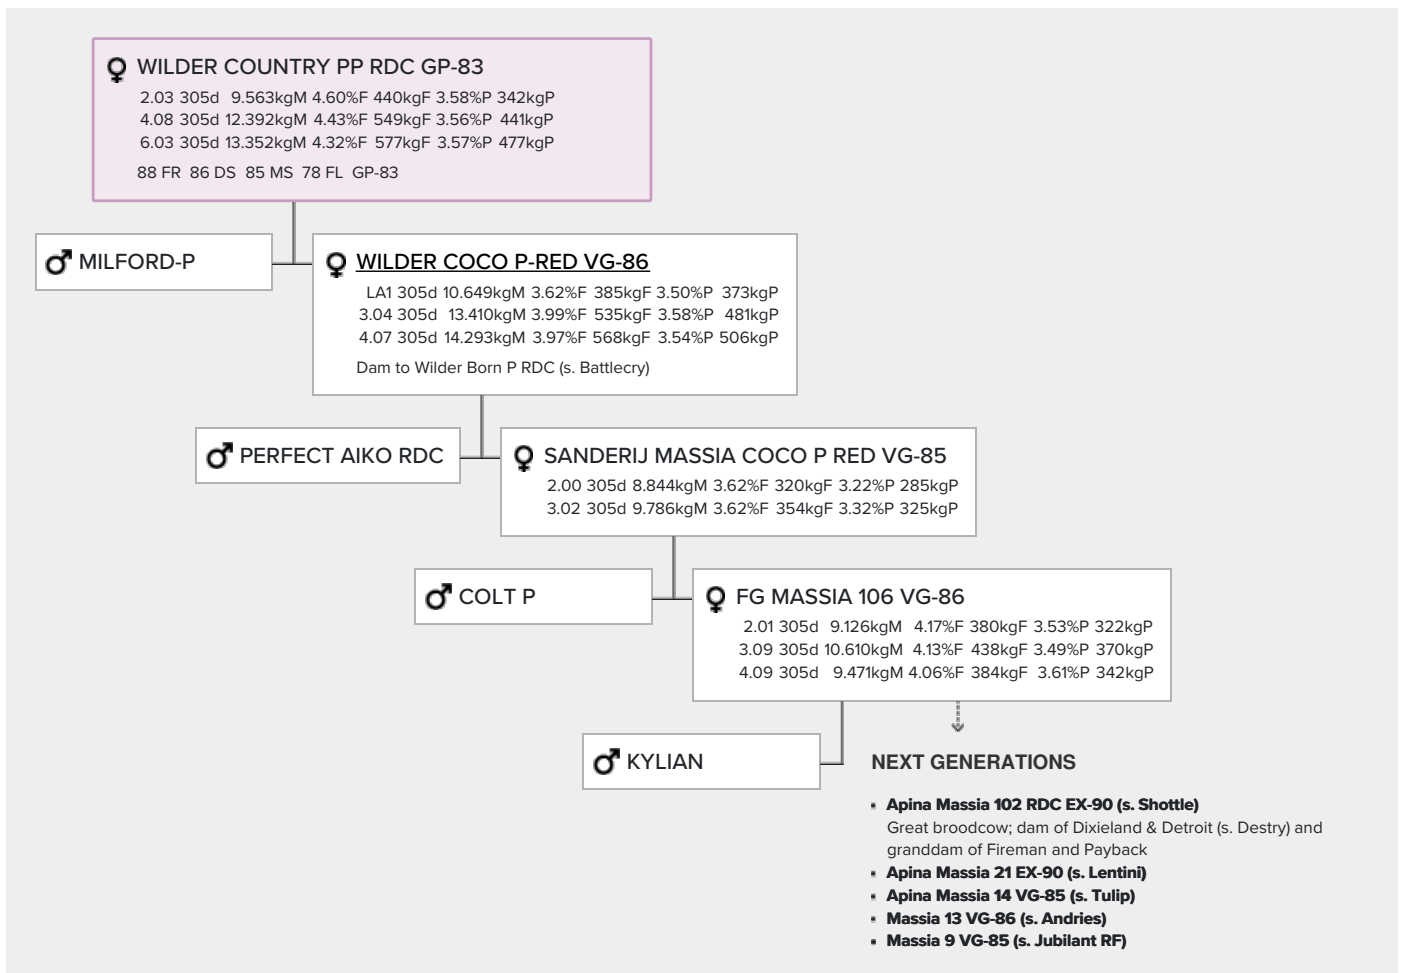 WILDER COUNTRY PP RDC GP-83
2.03 305d 9.563kgM 4.60%F 440kgF 3.58%P 342kgP
4.08 305d 12.392kgM 4.43%F 549kgF 3.56%P 441kgP
6.03 305d 13.352kgM 4.32%F 577kgF 3.57%P 477kgP
88 FR 86 DS 85 MS 78 FL GP-83
MILFORD-P
WILDER COCO P-RED VG-86
LA1 305d 10.649kgM 3.62%F 385kgF 3.50%P 373kgP
3.04 305d 13.410kgM 3.99%F 535kgF 3.58%P 481kgP
4.07 305d 14.293kgM 3.97%F 568kgF 3.54%P 506kgP
Dam to Wilder Born P RDC (s. Battlecry)
PERFECT AIKO RDC
SANDERIJ MASSIA COCO P RED VG-85
2.00 305d 8.844kgM 3.62%F 320kgF 3.22%P 285kgP
3.02 305d 9.786kgM 3.62%F 354kgF 3.32%P 325kgP
COLT P
FG MASSIA 106 VG-86
2.01 305d 9.126kgM 4.17%F 380kgF 3.53%P 322kgP
3.09 305d 10.610kgM 4.13%F 438kgF 3.49%P 370kgP
4.09 305d 9.471kgM 4.06%F 384kgF 3.61%P 342kgP
KYLIAN
NEXT GENERATIONS
Apina Massia 102 RDC EX-90 (s. Shottle)
Great broodcow; dam of Dixieland & Detroit (s. Destry) and
granddam of Fireman and Payback
Apina Massia 21 EX-90 (s. Lentini)
Apina Massia 14 VG-85 (s. Tulip)
Massia 13 VG-86 (s. Andries)
Massia 9 VG-85 (s. Jubilant RF)